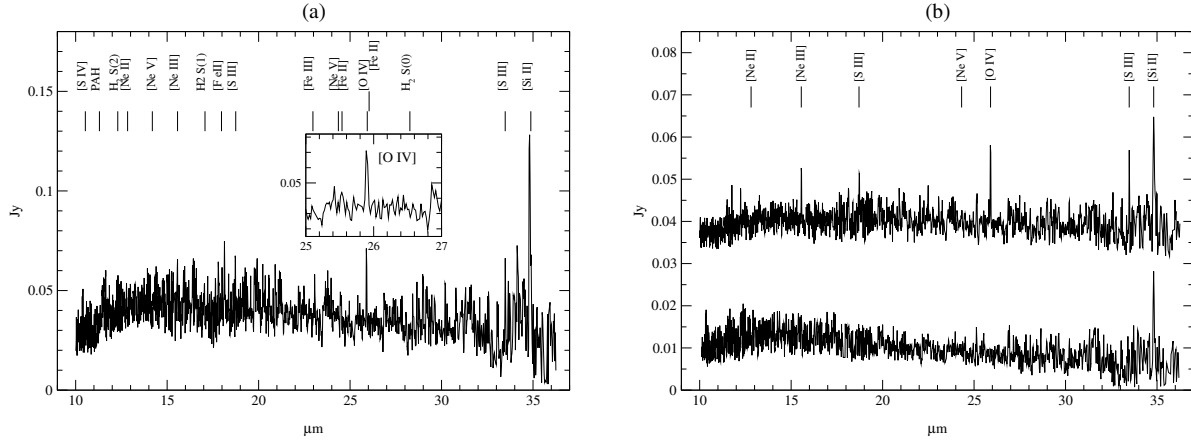 (a)
[S IV]
PAH
H2 S(2)
[Ne II]
[Ne V]
[Ne III]
H2 S(1)
[F eII]
[S III]
[Fe III]
[Ne V]
[Fe II]
[O IV]
[Fe II]
H2 S(0)
[S III]
[Si II]
Jy
0.15
0.1
0.05
0
[O IV]
0.05
25 26 27
10 15 20 25 30 35
μm
(b)
[Ne II]
[Ne III]
[S III]
[Ne V]
[O IV]
[S III]
[Si II]
Jy
0.08
0.07
0.06
0.05
0.04
0.03
0.02
0.01
0
10 15 20 25 30 35
μm